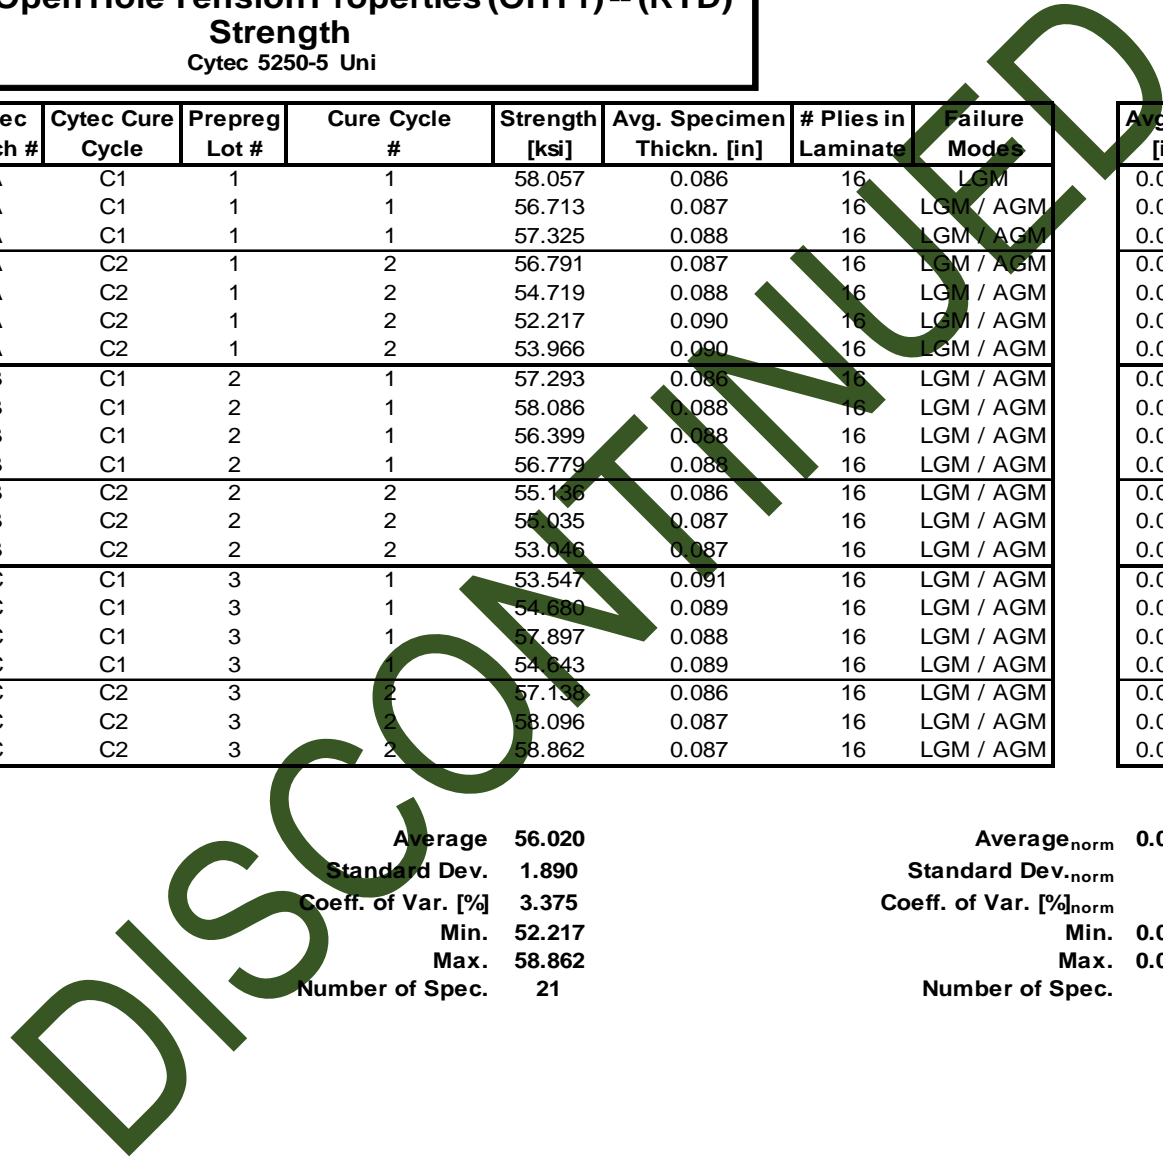 Open Hole Tension Properties (OHT1) -- (RTD)
Strength
Cytec 5250-5 Uni
Cytec Cure Cycle Prepreg Lot # Cure Cycle # Strength [ksi] Avg. Specimen Thickn. [in] # Plies in Laminate Failure Modes
C1 1 1 58.057 0.086 16 LGM
C1 1 1 56.713 0.087 16 LGM / AGM
C1 1 1 57.325 0.088 16 LGM / AGM
C2 1 2 56.791 0.087 16 LGM / AGM
C2 1 2 54.719 0.088 16 LGM / AGM
C2 1 2 52.217 0.090 16 LGM / AGM
C2 1 2 53.966 0.090 16 LGM / AGM
C1 2 1 57.293 0.086 16 LGM / AGM
C1 2 1 58.086 0.088 16 LGM / AGM
C1 2 1 56.399 0.088 16 LGM / AGM
C1 2 1 56.779 0.088 16 LGM / AGM
C2 2 2 55.136 0.086 16 LGM / AGM
C2 2 2 55.035 0.087 16 LGM / AGM
C2 2 2 53.046 0.087 16 LGM / AGM
C1 3 1 53.547 0.091 16 LGM / AGM
C1 3 1 54.680 0.089 16 LGM / AGM
C1 3 1 57.897 0.088 16 LGM / AGM
C1 3 1 54.643 0.089 16 LGM / AGM
C2 3 2 57.138 0.086 16 LGM / AGM
C2 3 2 58.096 0.087 16 LGM / AGM
C2 3 2 58.862 0.087 16 LGM / AGM
Average 56.020 Averagenorm
Standard Dev. 1.890 Standard Dev.norm
Coeff. of Var. [%] 3.375 Coeff. of Var. [%]norm
Min. 52.217 Min.
Max. 58.862 Max.
Number of Spec. 21 Number of Spec.
DISCONTINUED